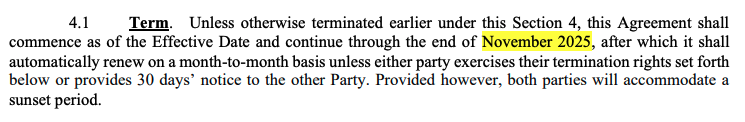 4.1 Term. Unless otherwise terminated earlier under this Section 4, this Agreement shall
commence as of the Effective Date and continue through the end of November 2025, after which it shall
automatically renew on a month-to-month basis unless either party exercises their termination rights set forth
below or provides 30 days’ notice to the other Party. Provided however, both parties will accommodate a
sunset period.